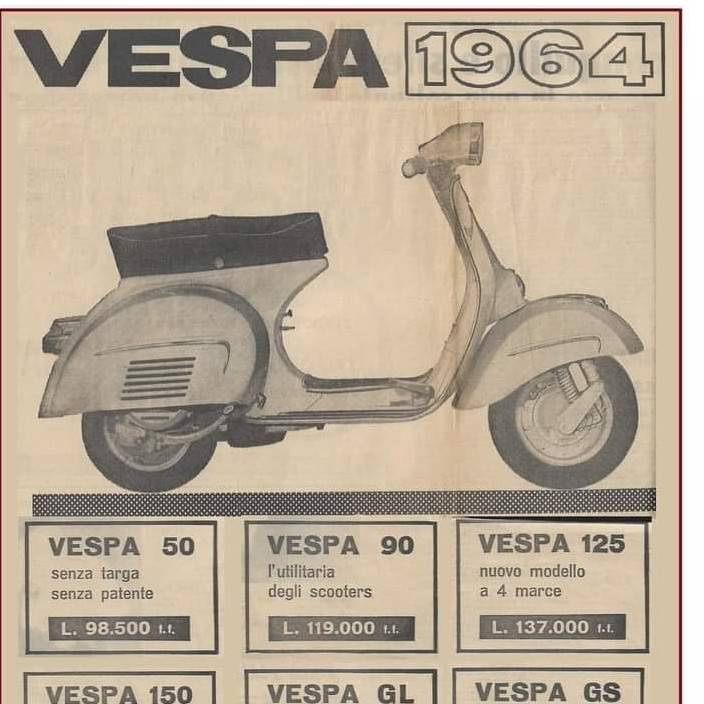 VESPA 1964
VESPA 50
senza targa
senza patente
L. 98.500 f.f.
VESPA 90
l'utilitaria
degli scooters
L. 119.000 f.f.
VESPA 125
nuovo modello
a 4 marce
L. 137.000 f.f.
VESPA 150
VESPA GL
VESPA GS